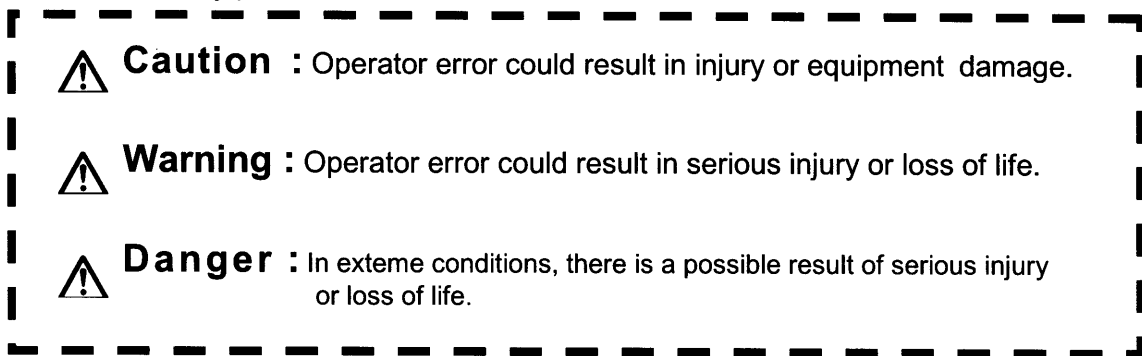 Caution : Operator error could result in injury or equipment damage.
Warning : Operator error could result in serious injury or loss of life.
Danger : In exteme conditions, there is a possible result of serious injury
or loss of life.